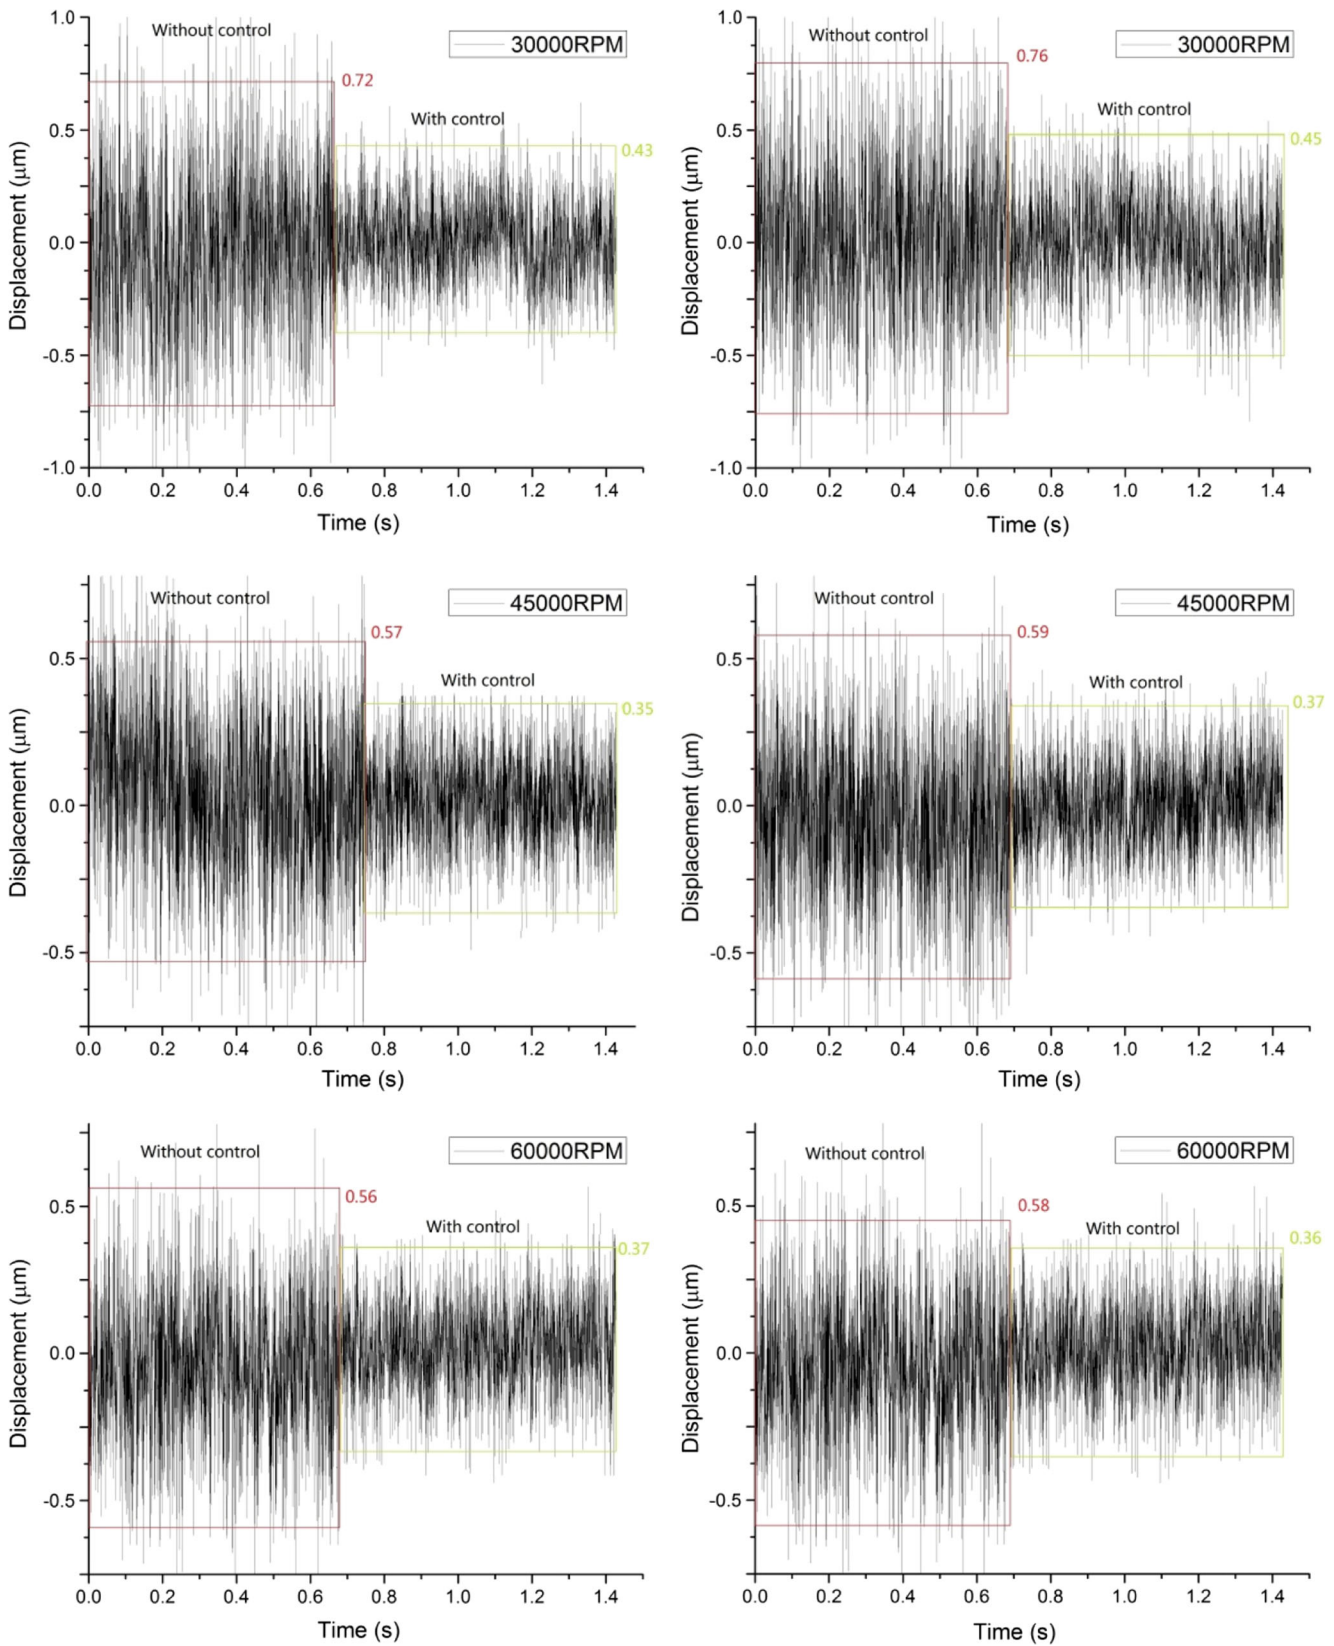 Without control
30000RPM
0.72
With control
0.43
1.0
0.5
0.0
-0.5
-1.0
Displacement (μm)
0.0 0.2 0.4 0.6 0.8 1.0 1.2 1.4
Time (s)
Without control
30000RPM
0.76
With control
0.45
1.0
0.5
0.0
-0.5
-1.0
Displacement (μm)
0.0 0.2 0.4 0.6 0.8 1.0 1.2 1.4
Time (s)
Without control
45000RPM
0.57
With control
0.35
0.5
0.0
-0.5
Displacement (μm)
0.0 0.2 0.4 0.6 0.8 1.0 1.2 1.4
Time (s)
Without control
45000RPM
0.59
With control
0.37
0.5
0.0
-0.5
Displacement (μm)
0.0 0.2 0.4 0.6 0.8 1.0 1.2 1.4
Time (s)
Without control
60000RPM
0.56
With control
0.37
0.5
0.0
-0.5
Displacement (μm)
0.0 0.2 0.4 0.6 0.8 1.0 1.2 1.4
Time (s)
Without control
60000RPM
0.58
With control
0.36
0.5
0.0
-0.5
Displacement (μm)
0.0 0.2 0.4 0.6 0.8 1.0 1.2 1.4
Time (s)